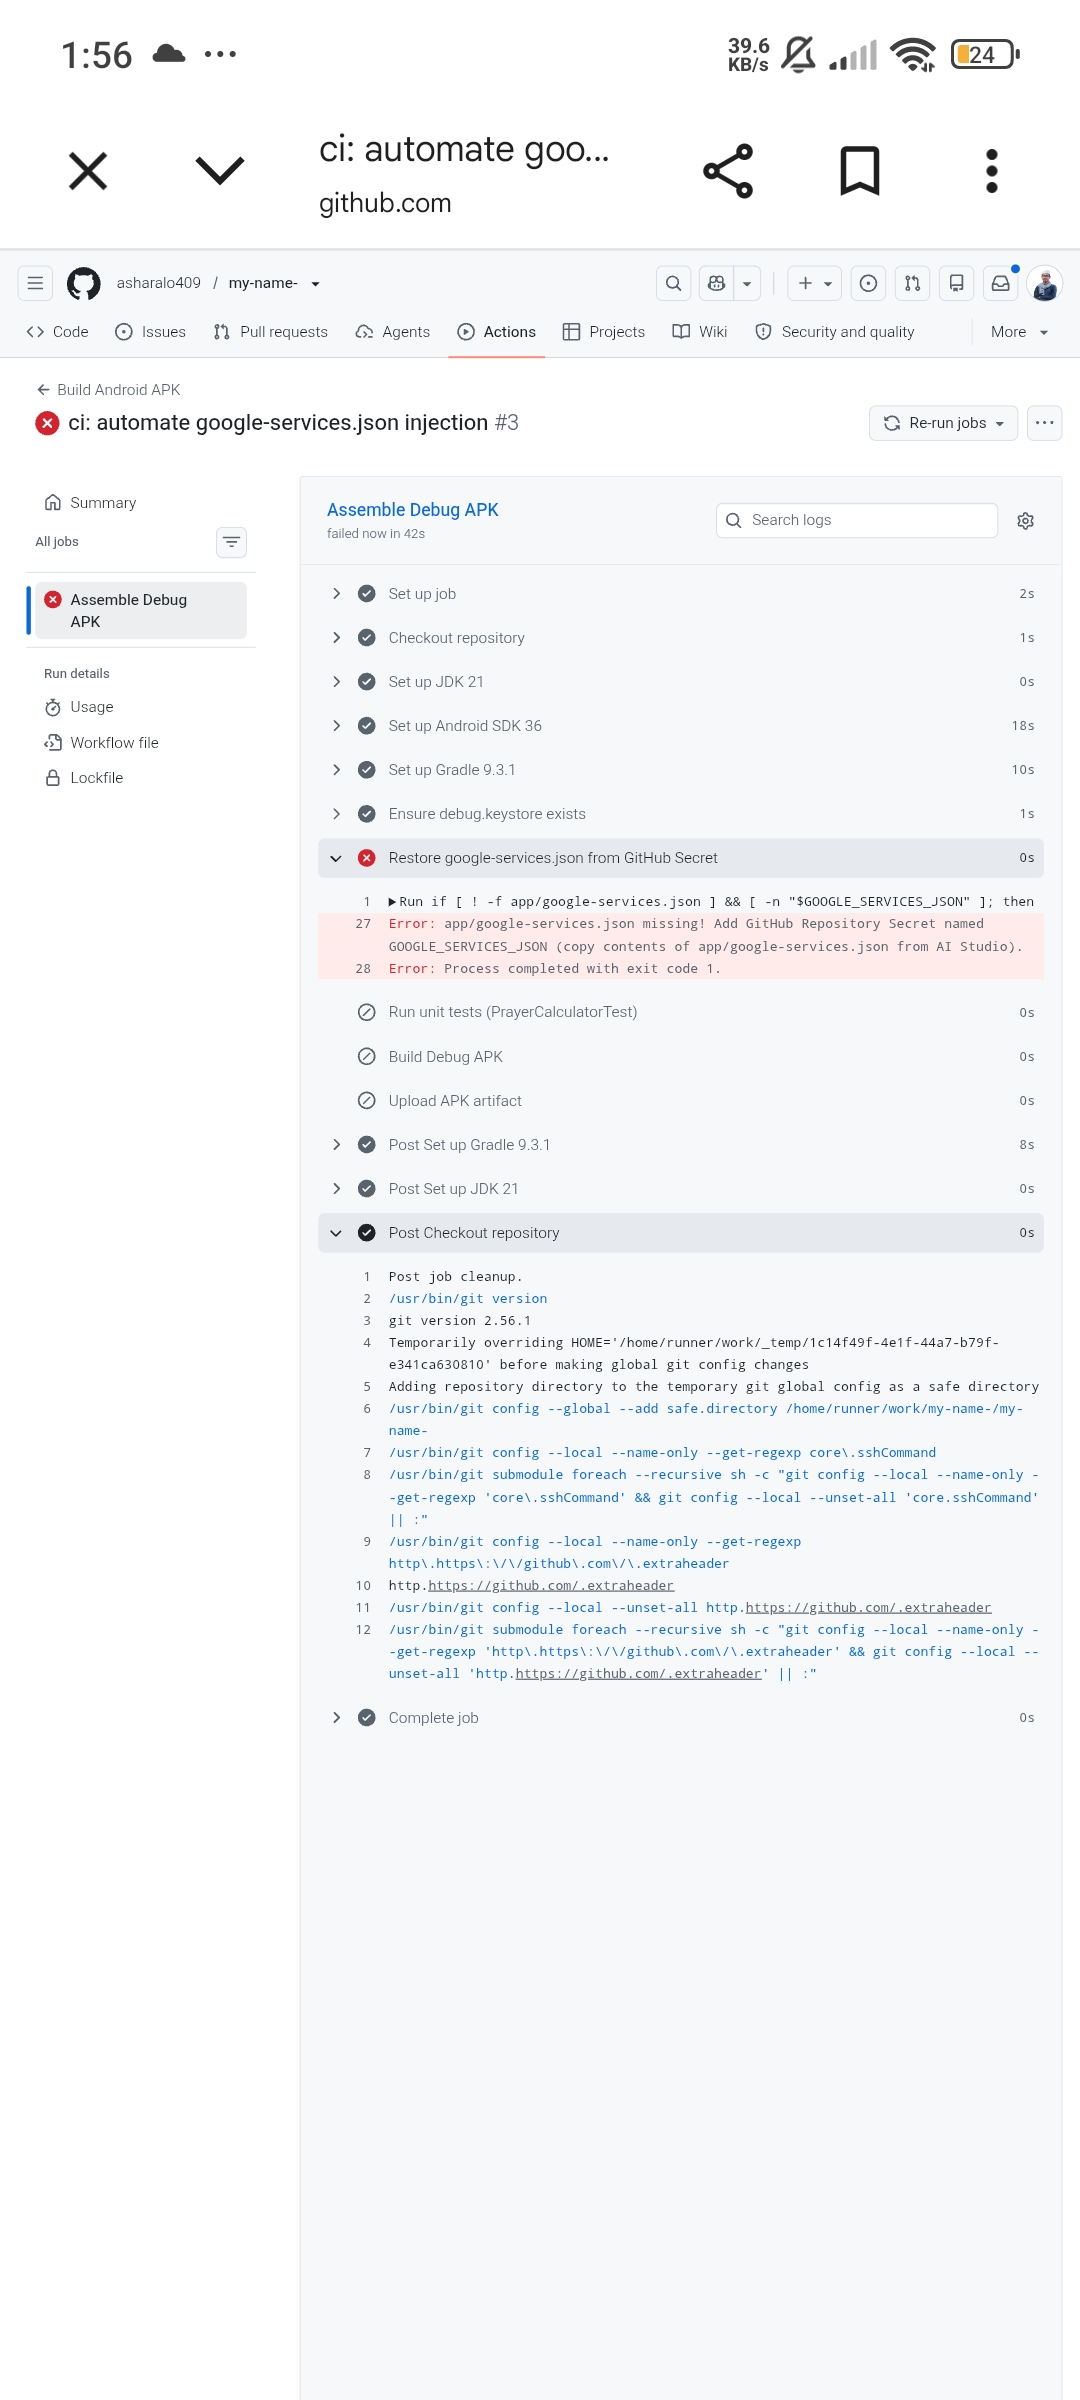 1:56
39.6
KB/s
24
ci: automate goo...
github.com
asharalo409 / my-name-
Code Issues Pull requests Agents Actions Projects Wiki Security and quality More
Build Android APK
ci: automate google-services.json injection #3
Re-run jobs
Summary
All jobs
Assemble Debug
APK
Run details
Usage
Workflow file
Lockfile
Assemble Debug APK
failed now in 42s
Search logs
Set up job 2s
Checkout repository 1s
Set up JDK 21 0s
Set up Android SDK 36 18s
Set up Gradle 9.3.1 10s
Ensure debug.keystore exists 1s
Restore google-services.json from GitHub Secret 0s
1 Run if [ ! -f app/google-services.json ] && [ -n "$GOOGLE_SERVICES_JSON" ]; then
27 Error: app/google-services.json missing! Add GitHub Repository Secret named
GOOGLE_SERVICES_JSON (copy contents of app/google-services.json from AI Studio).
28 Error: Process completed with exit code 1.
Run unit tests (PrayerCalculatorTest) 0s
Build Debug APK 0s
Upload APK artifact 0s
Post Set up Gradle 9.3.1 8s
Post Set up JDK 21 0s
Post Checkout repository 0s
1 Post job cleanup.
2 /usr/bin/git version
3 git version 2.56.1
4 Temporarily overriding HOME='/home/runner/work/_temp/1c14f49f-4e1f-44a7-b79f-
e341ca630810' before making global git config changes
5 Adding repository directory to the temporary git global config as a safe directory
6 /usr/bin/git config --global --add safe.directory /home/runner/work/my-name-/my-
name-
7 /usr/bin/git config --local --name-only --get-regexp core\.sshCommand
8 /usr/bin/git submodule foreach --recursive sh -c "git config --local --name-only -
-get-regexp 'core\.sshCommand' && git config --local --unset-all 'core.sshCommand'
|| :"
9 /usr/bin/git config --local --name-only --get-regexp
http\.https\:\/\/github\.com\/\.extraheader
10 http.https://github.com/.extraheader
11 /usr/bin/git config --local --unset-all http.https://github.com/.extraheader
12 /usr/bin/git submodule foreach --recursive sh -c "git config --local --name-only -
-get-regexp 'http\.https\:\/\/github\.com\/\.extraheader' && git config --local --
unset-all 'http.https://github.com/.extraheader' || :"
Complete job 0s